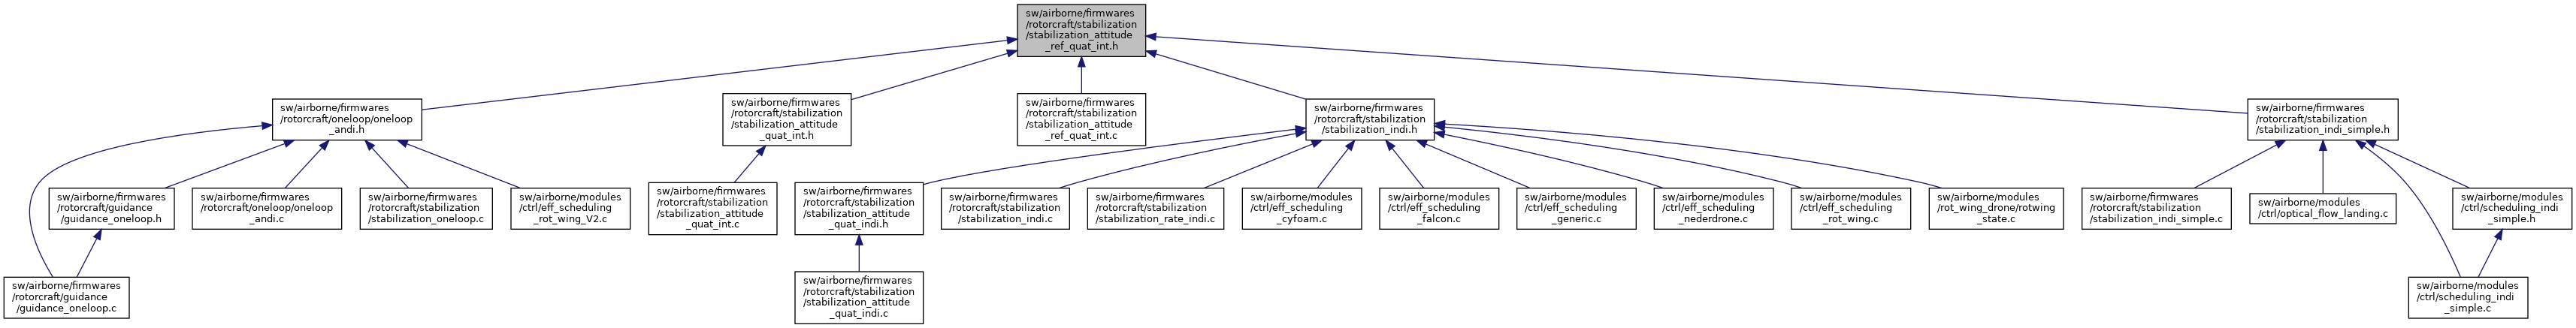 sw/airborne/firmwares
/rotorcraft/stabilization
/stabilization_attitude
_ref_quat_int.h
sw/airborne/firmwares
/rotorcraft/oneloop/oneloop
_andi.h
sw/airborne/firmwares
/rotorcraft/stabilization
/stabilization_attitude
_quat_int.h
sw/airborne/firmwares
/rotorcraft/stabilization
/stabilization_attitude
_ref_quat_int.c
sw/airborne/firmwares
/rotorcraft/stabilization
/stabilization_indi.h
sw/airborne/firmwares
/rotorcraft/stabilization
/stabilization_indi_simple.h
sw/airborne/firmwares
/rotorcraft/guidance
/guidance_oneloop.h
sw/airborne/firmwares
/rotorcraft/oneloop/oneloop
_andi.c
sw/airborne/firmwares
/rotorcraft/stabilization
/stabilization_oneloop.c
sw/airborne/modules
/ctrl/eff_scheduling
_rot_wing_V2.c
sw/airborne/firmwares
/rotorcraft/stabilization
/stabilization_attitude
_quat_int.c
sw/airborne/firmwares
/rotorcraft/stabilization
/stabilization_attitude
_quat_indi.h
sw/airborne/firmwares
/rotorcraft/stabilization
/stabilization_indi.c
sw/airborne/firmwares
/rotorcraft/stabilization
/stabilization_rate_indi.c
sw/airborne/modules
/ctrl/eff_scheduling
_cyfoam.c
sw/airborne/modules
/ctrl/eff_scheduling
_falcon.c
sw/airborne/modules
/ctrl/eff_scheduling
_generic.c
sw/airborne/modules
/ctrl/eff_scheduling
_nederdrone.c
sw/airborne/modules
/ctrl/eff_scheduling
_rot_wing.c
sw/airborne/modules
/rot_wing_drone/rotwing
_state.c
sw/airborne/firmwares
/rotorcraft/stabilization
/stabilization_indi_simple.c
sw/airborne/modules
/ctrl/optical_flow_landing.c
sw/airborne/modules
/ctrl/scheduling_indi
_simple.h
sw/airborne/firmwares
/rotorcraft/guidance
/guidance_oneloop.c
sw/airborne/firmwares
/rotorcraft/stabilization
/stabilization_attitude
_quat_indi.c
sw/airborne/modules
/ctrl/scheduling_indi
_simple.c